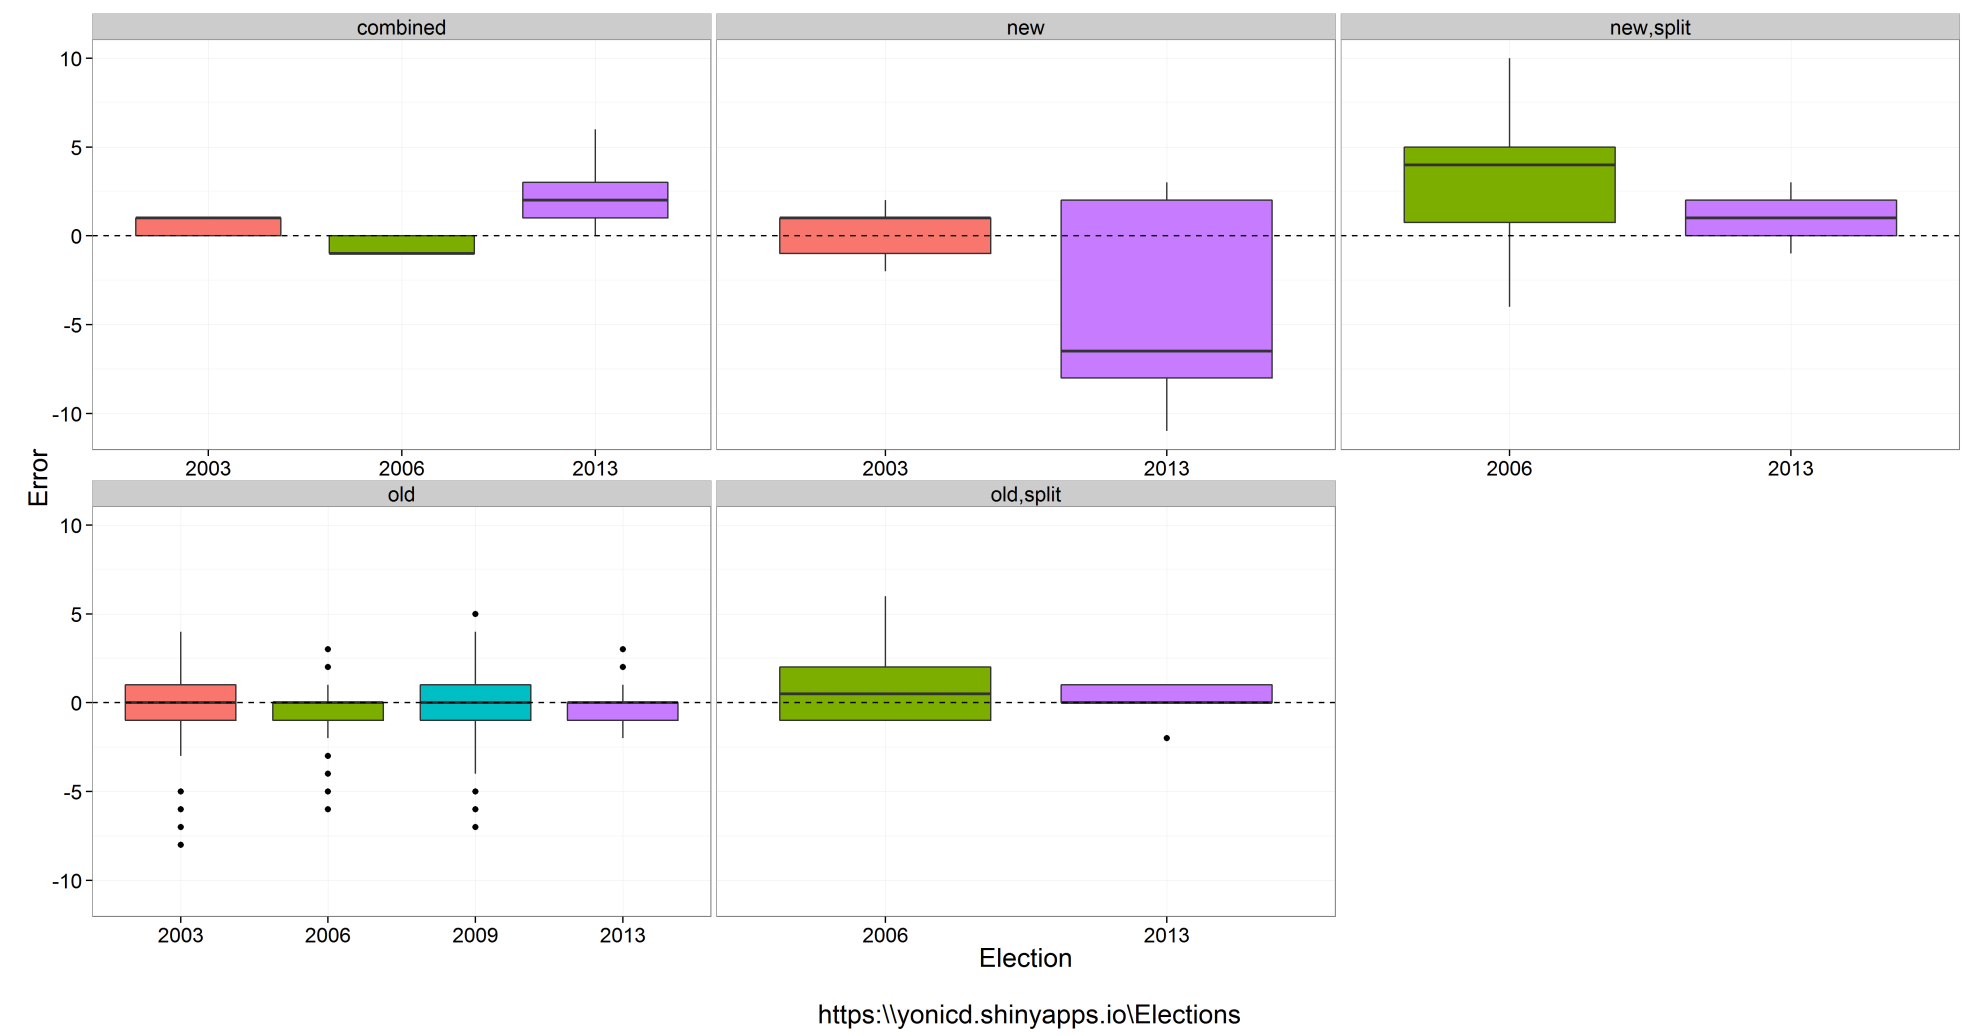 combined
new
new,split
10
5
0
-5
-10
2003 2006 2013
2003 2013
2006 2013
Error
old
old,split
10
5
0
-5
-10
2003 2006 2009 2013
2006 2013
Election
https:\\yonicd.shinyapps.io\Elections